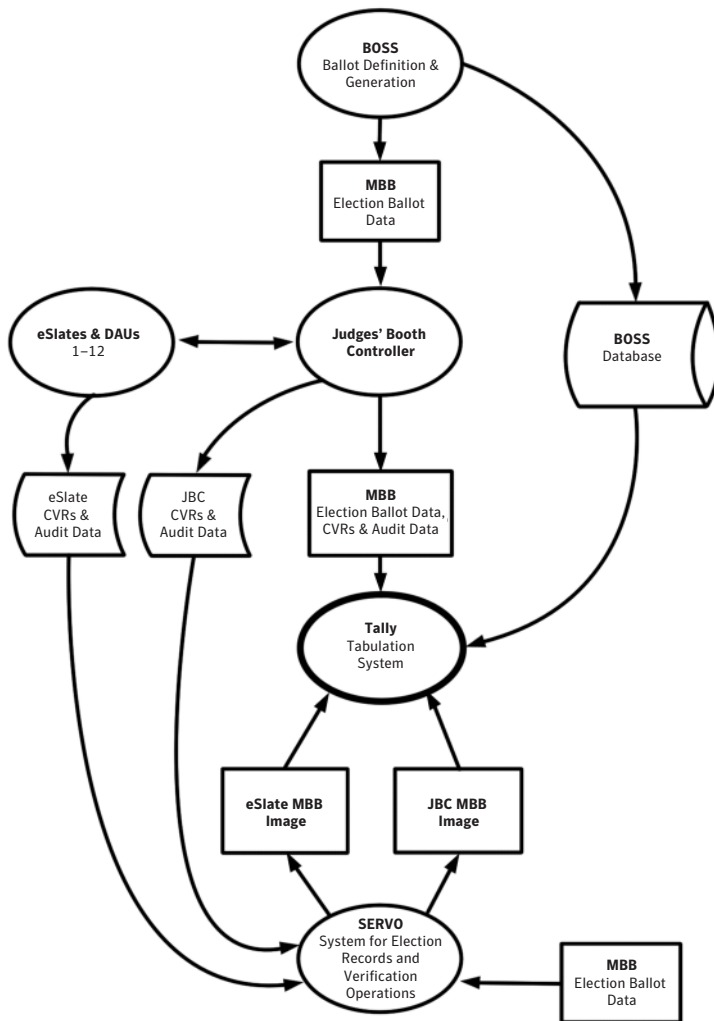 BOSS
Ballot Definition &
Generation
MBB
Election Ballot
Data
eSlates & DAUs
1–12
Judges’ Booth
Controller
BOSS
Database
eSlate
CVRs &
Audit Data
JBC
CVRs &
Audit Data
MBB
Election Ballot Data,
CVRs & Audit Data
Tally
Tabulation
System
eSlate MBB
Image
JBC MBB
Image
SERVO
System for Election
Records and
Verification
Operations
MBB
Election Ballot
Data